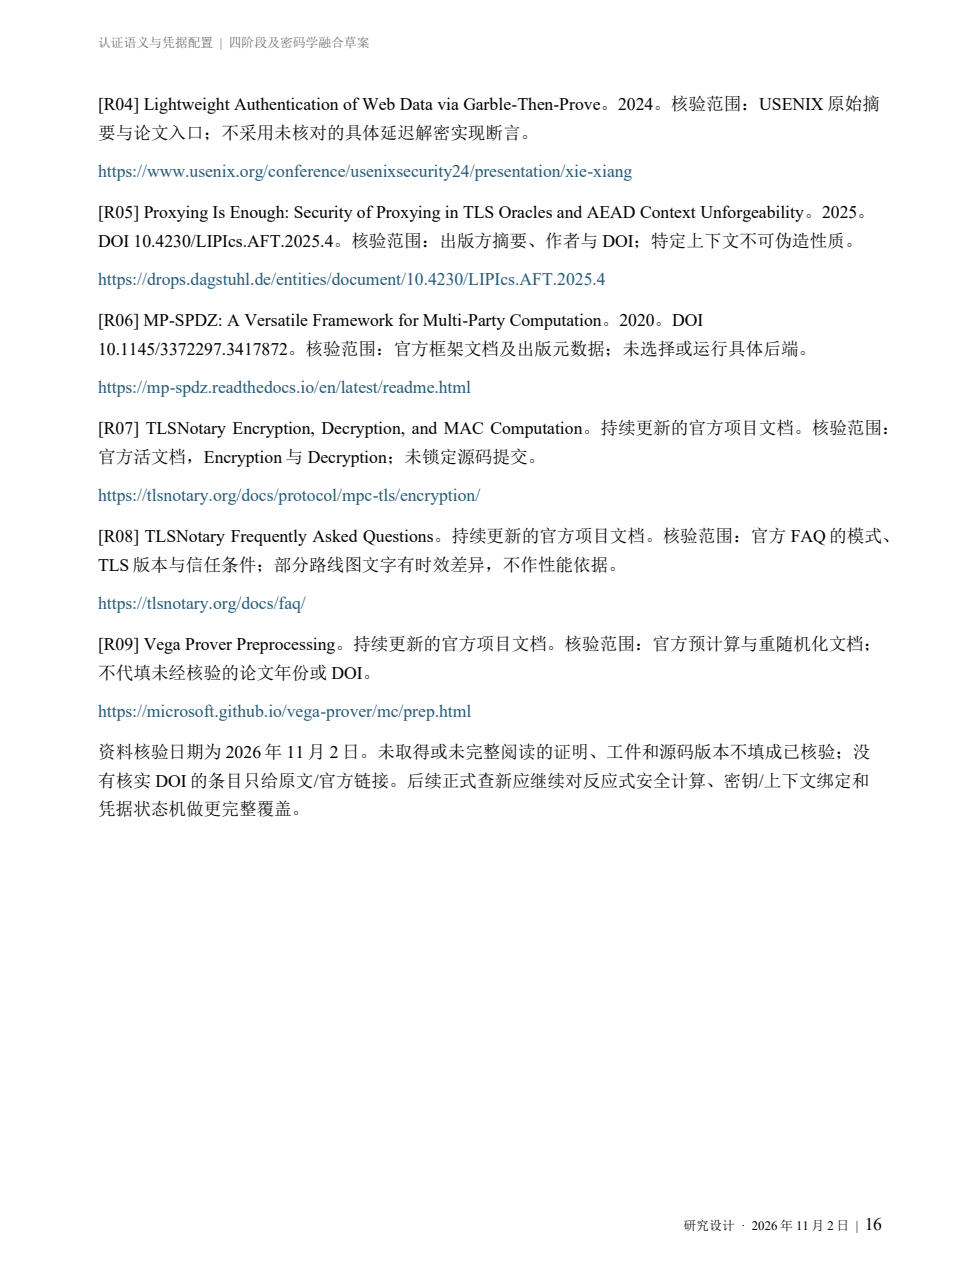 认证语义与凭据配置 | 四阶段及密码学融合草案
[R04] Lightweight Authentication of Web Data via Garble-Then-Prove。2024。核验范围：USENIX 原始摘
要与论文入口；不采用未核对的具体延迟解密实现断言。
https://www.usenix.org/conference/usenixsecurity24/presentation/xie-xiang
[R05] Proxying Is Enough: Security of Proxying in TLS Oracles and AEAD Context Unforgeability。2025。
DOI 10.4230/LIPIcs.AFT.2025.4。核验范围：出版方摘要、作者与 DOI；特定上下文不可伪造性质。
https://drops.dagstuhl.de/entities/document/10.4230/LIPIcs.AFT.2025.4
[R06] MP-SPDZ: A Versatile Framework for Multi-Party Computation。2020。DOI
10.1145/3372297.3417872。核验范围：官方框架文档及出版元数据；未选择或运行具体后端。
https://mp-spdz.readthedocs.io/en/latest/readme.html
[R07] TLSNotary Encryption, Decryption, and MAC Computation。持续更新的官方项目文档。核验范围：
官方活文档，Encryption 与 Decryption；未锁定源码提交。
https://tlsnotary.org/docs/protocol/mpc-tls/encryption/
[R08] TLSNotary Frequently Asked Questions。持续更新的官方项目文档。核验范围：官方 FAQ 的模式、
TLS 版本与信任条件；部分路线图文字有时效差异，不作性能依据。
https://tlsnotary.org/docs/faq/
[R09] Vega Prover Preprocessing。持续更新的官方项目文档。核验范围：官方预计算与重随机化文档；
不代填未经核验的论文年份或 DOI。
https://microsoft.github.io/vega-prover/mc/prep.html
资料核验日期为 2026 年 11 月 2 日。未取得或未完整阅读的证明、工件和源码版本不填成已核验；没
有核实 DOI 的条目只给原文/官方链接。后续正式查新应继续对反应式安全计算、密钥/上下文绑定和
凭据状态机做更完整覆盖。
研究设计 · 2026 年 11 月 2 日 | 16